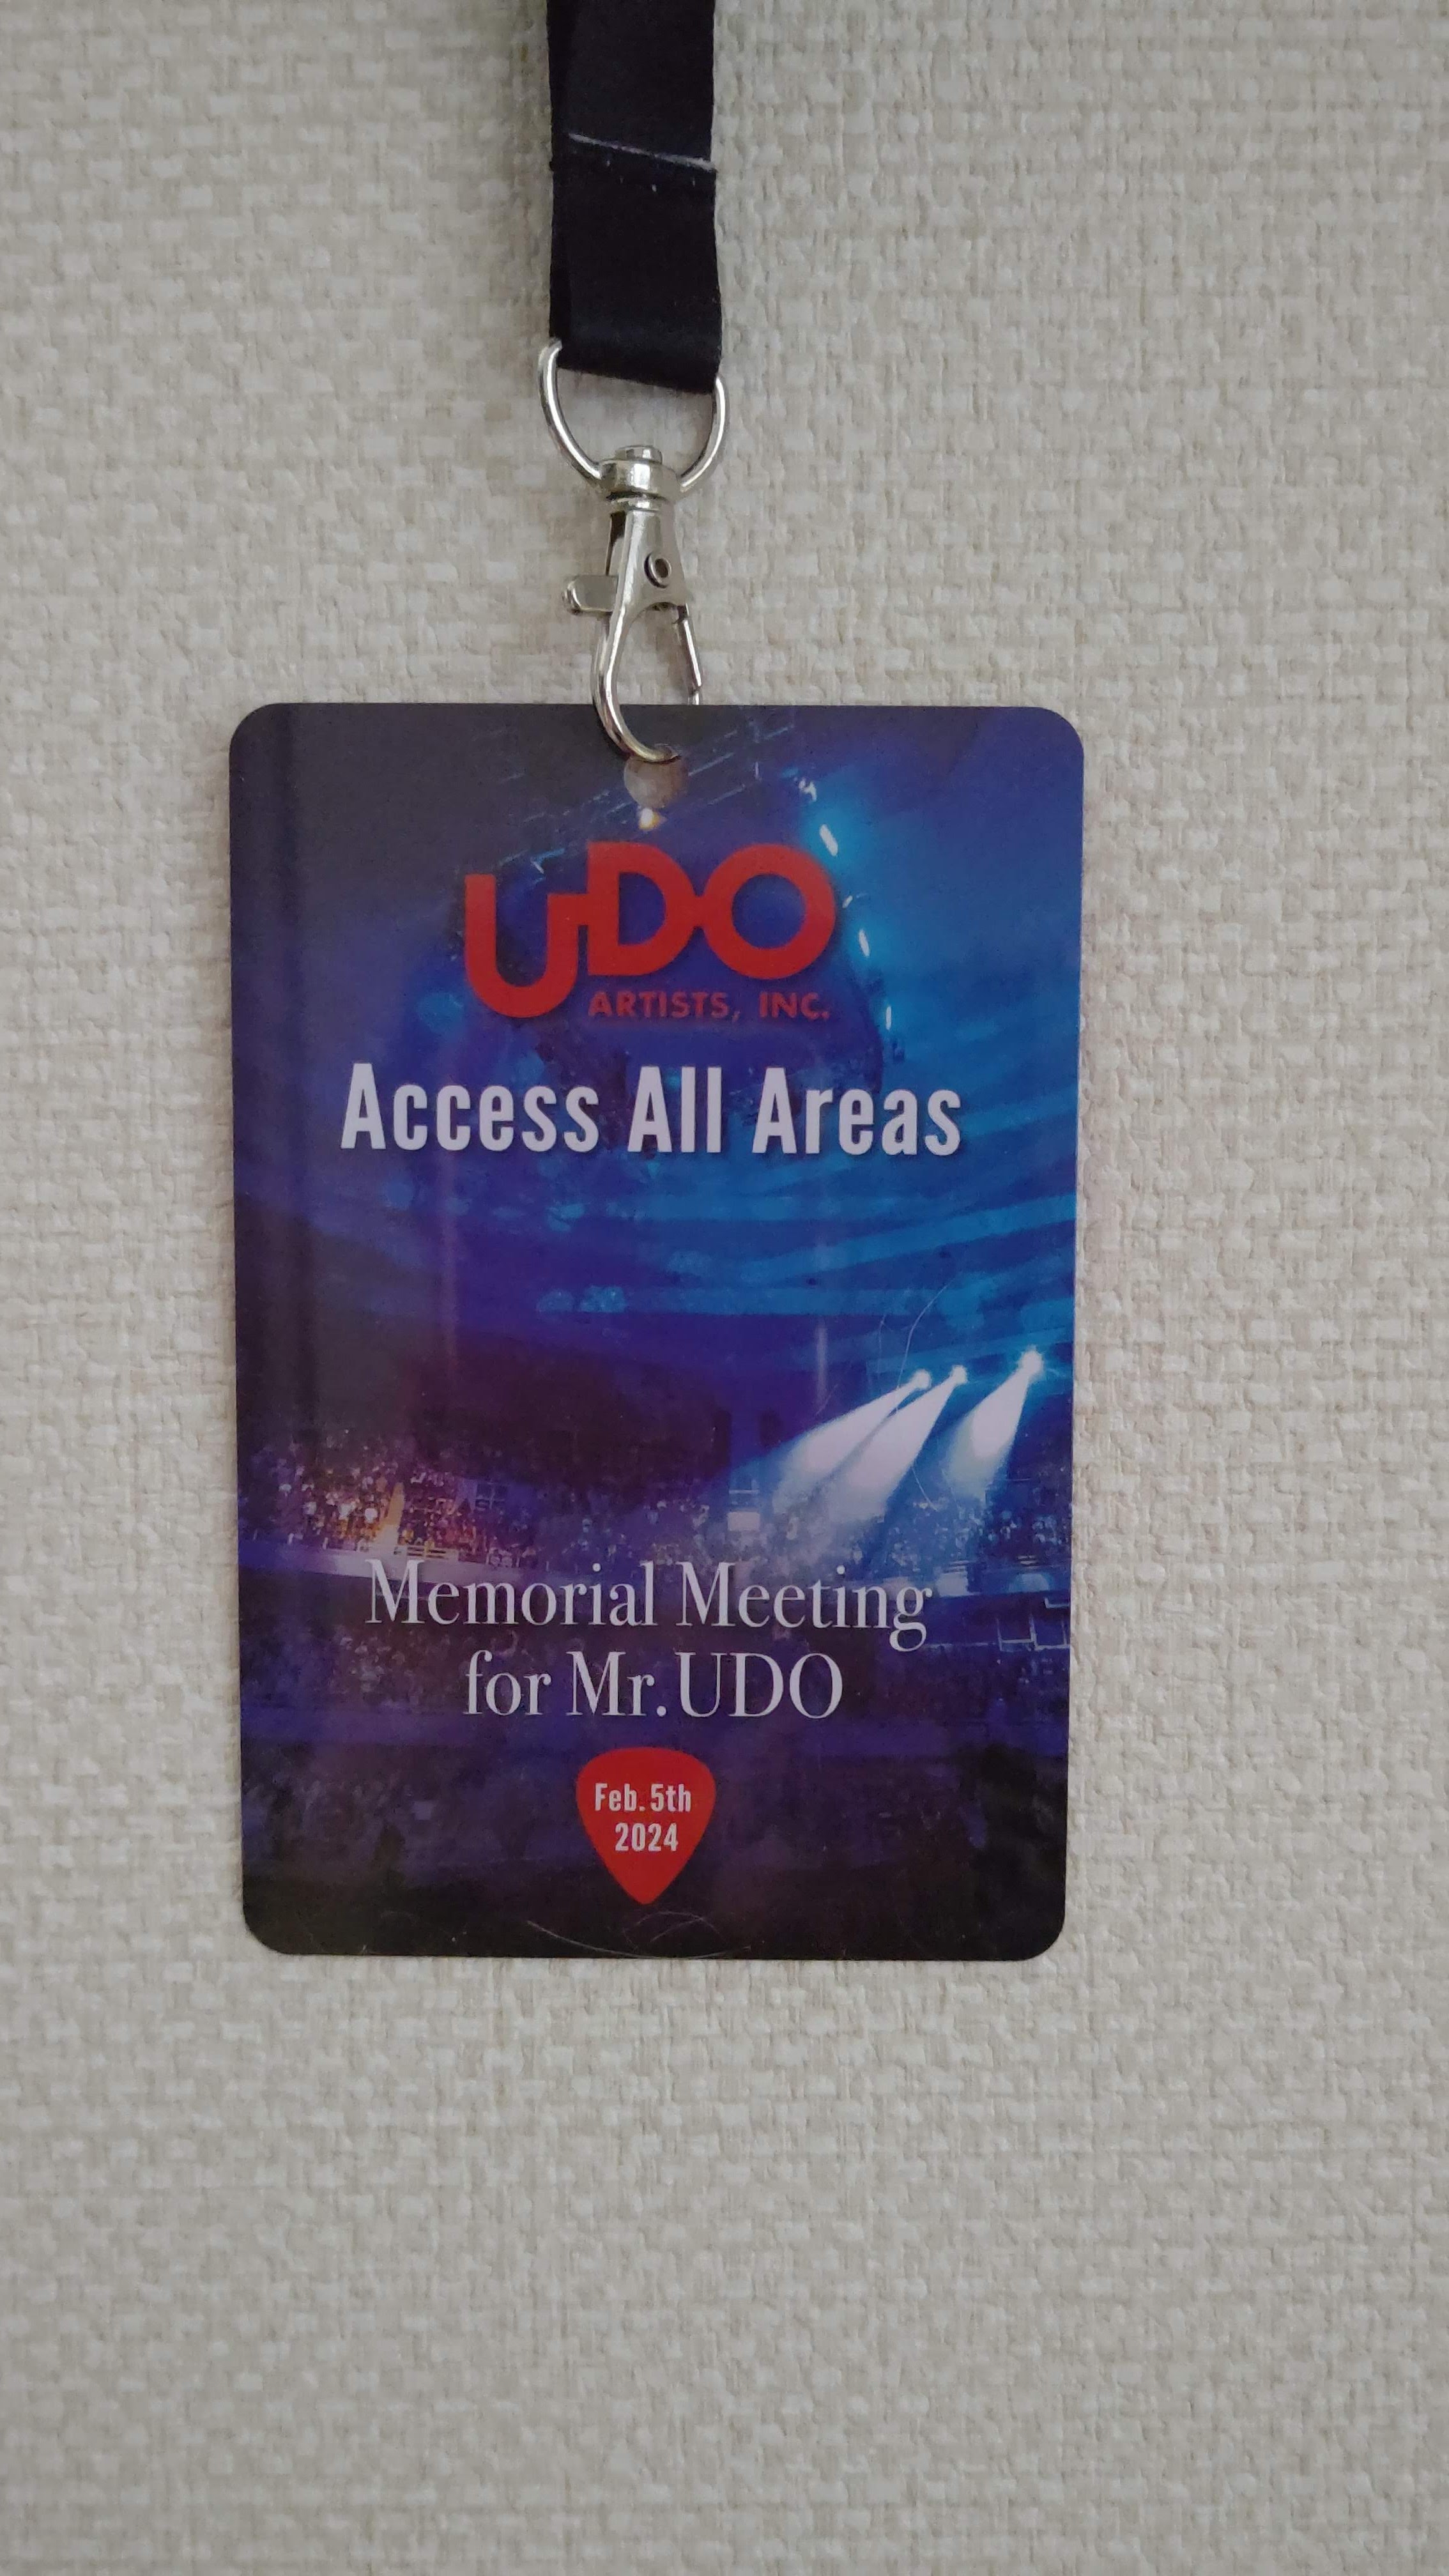 UDO
ARTISTS, INC.
Access All Areas
Memorial Meeting
for Mr. UDO
Feb. 5th
2024